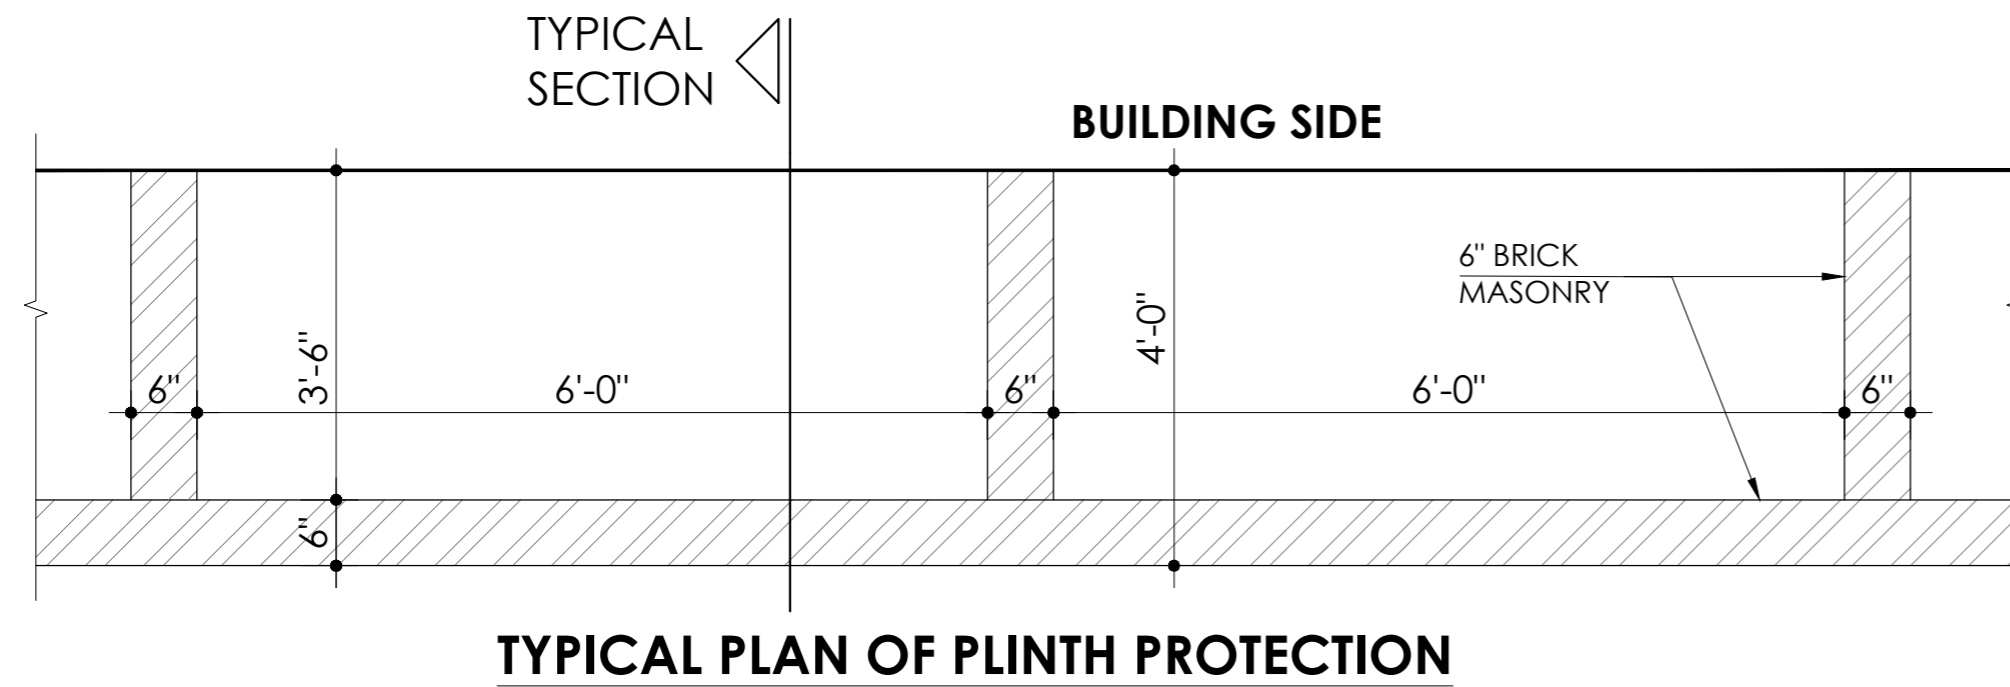 TYPICAL
SECTION
BUILDING SIDE
6" BRICK
MASONRY
3'-6"
4'-0"
6"
6'-0"
6"
6'-0"
6"
6"
TYPICAL PLAN OF PLINTH PROTECTION